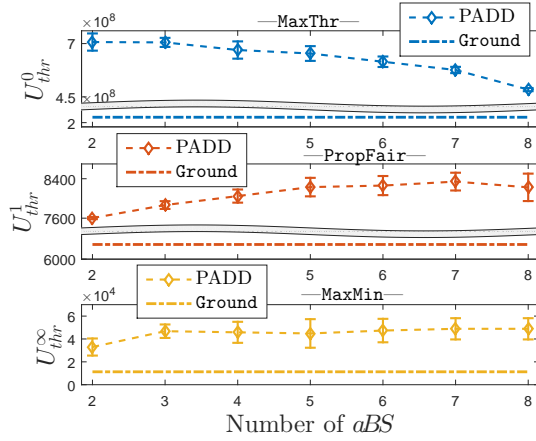 ×10⁸
MaxThr
PADD
Ground
7
4.5
×10⁸
2
U⁰thr
2 3 4 5 6 7 8
PADD
Ground
PropFair
8400
7600
6000
U¹thr
2 3 4 5 6 7 8
PADD
Ground
×10⁴
MaxMin
6
4
2
0
U∞thr
2 3 4 5 6 7 8
Number of aBS